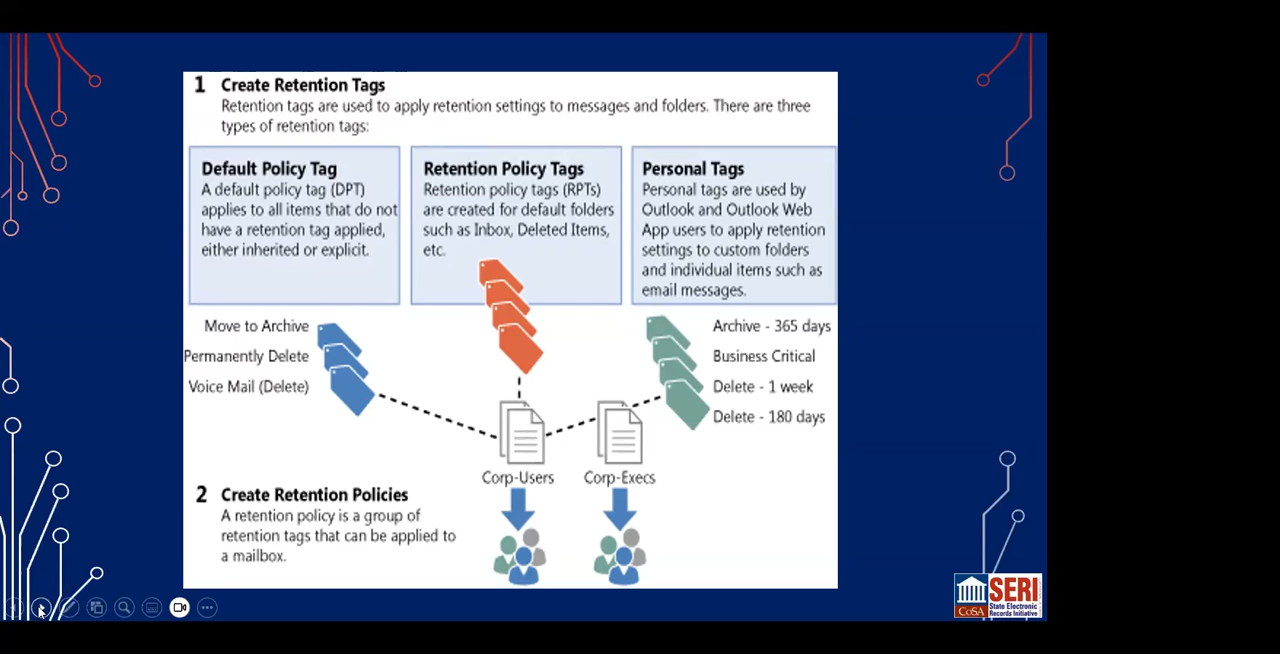 1 Create Retention Tags
Retention tags are used to apply retention settings to messages and folders. There are three
types of retention tags:
Default Policy Tag
A default policy tag (DPT)
applies to all items that do not
have a retention tag applied,
either inherited or explicit.
Retention Policy Tags
Retention policy tags (RPTs)
are created for default folders
such as Inbox, Deleted Items,
etc.
Personal Tags
Personal tags are used by
Outlook and Outlook Web
App users to apply retention
settings to custom folders
and individual items such as
email messages.
Move to Archive
Permanently Delete
Voice Mail (Delete)
Archive - 365 days
Business Critical
Delete - 1 week
Delete - 180 days
Corp-Users
Corp-Execs
2 Create Retention Policies
A retention policy is a group of
retention tags that can be applied to
a mailbox.
CoSA
SERI
State Electronic
Records Initiative